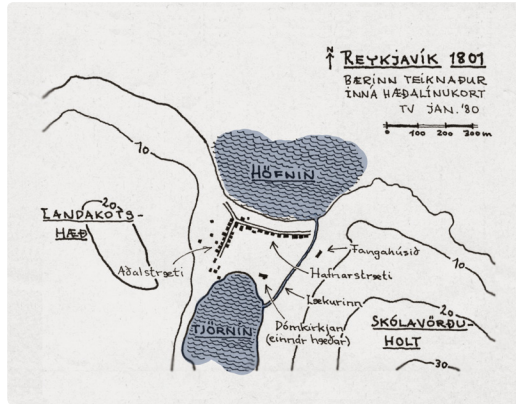 N
REYKJAVÍK 1801
BÆRINN TEIKNAÐUR
INNÁ HÆÐALÍNUKORT
TV JAN. '80
0 100 200 300m
HÖFNIN
10
20
LANDAKOTS-
HÆÐ
Aðalstræti
Fangahúsið
Hafnarstræti
10
Lækurinn
20
TJÖRNIN
Dómkirkjan
(einnar hæðar)
SKÓLAVÖRÐU-
HOLT
30